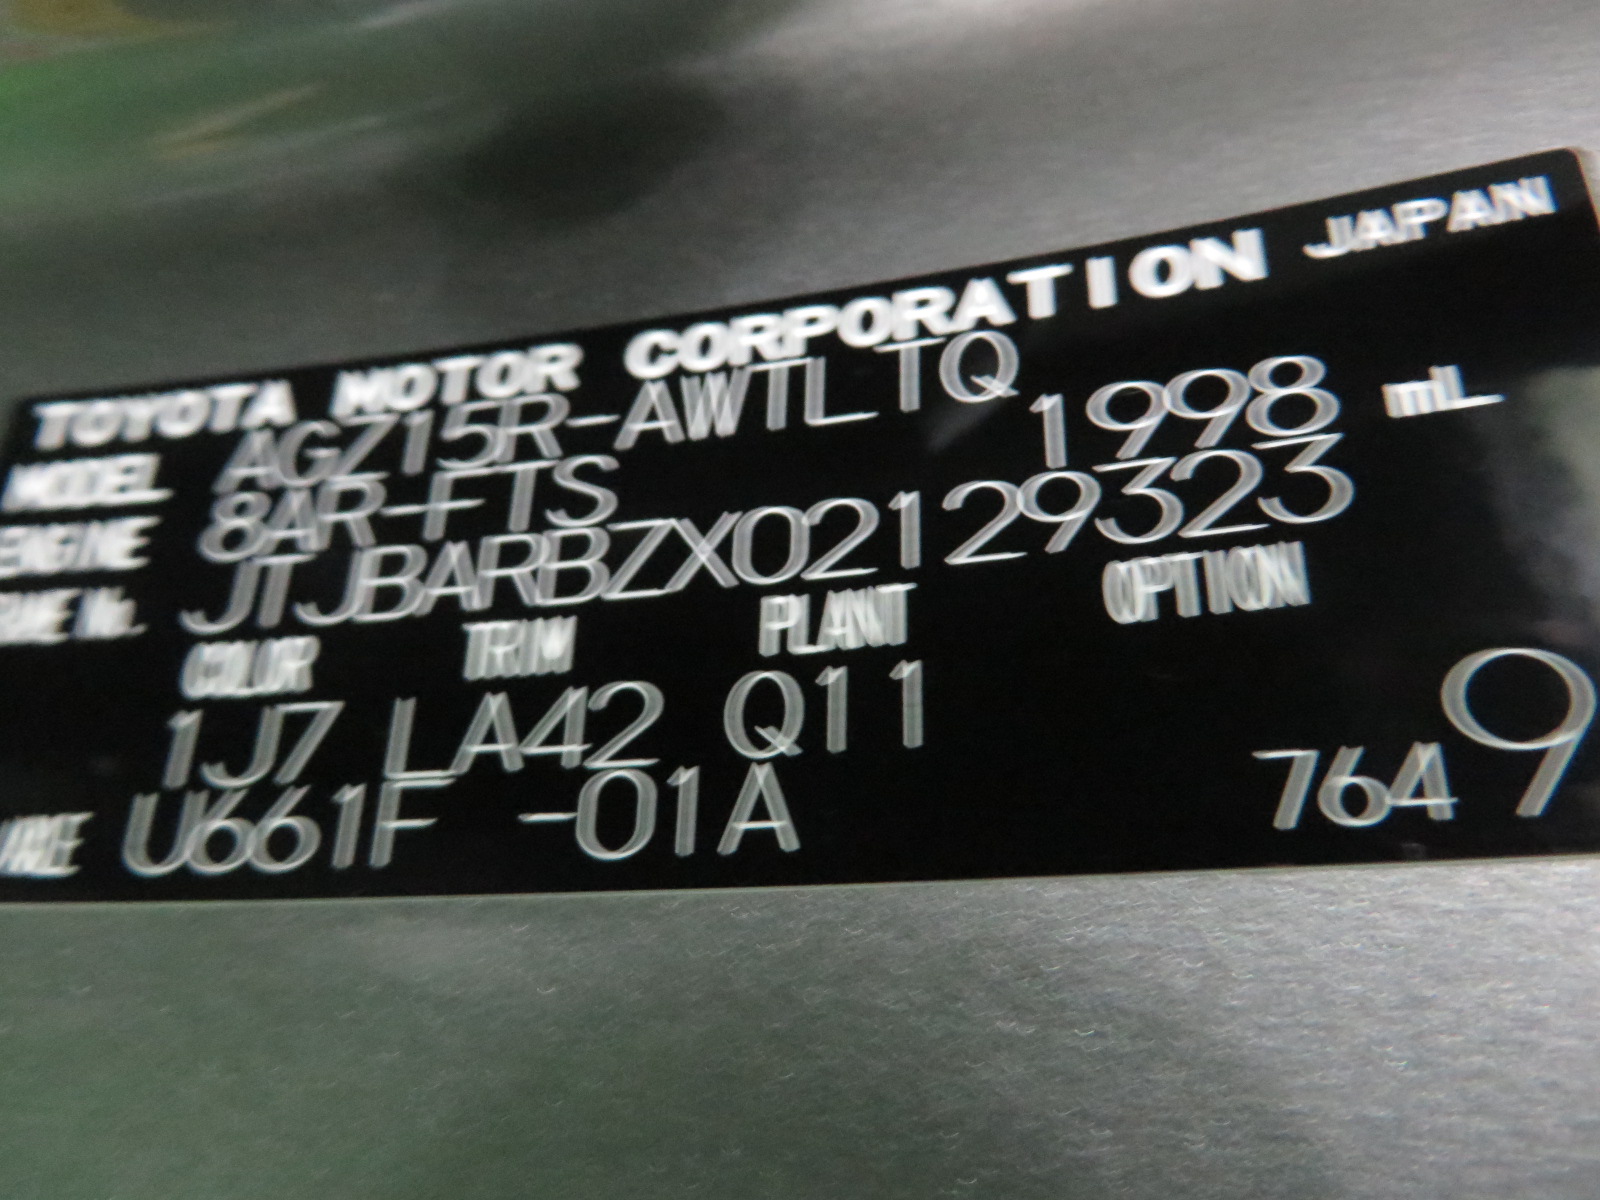 TOYOTA MOTOR CORPORATION JAPAN
MODEL AGZ15R-AWTLTQ
ENGINE 8AR-FTS 1998 mL
No. JTJBARBZX02129323
COLOR TRIM PLANT OPTION
1J7 LA42 Q11
U661F -01A 764 9